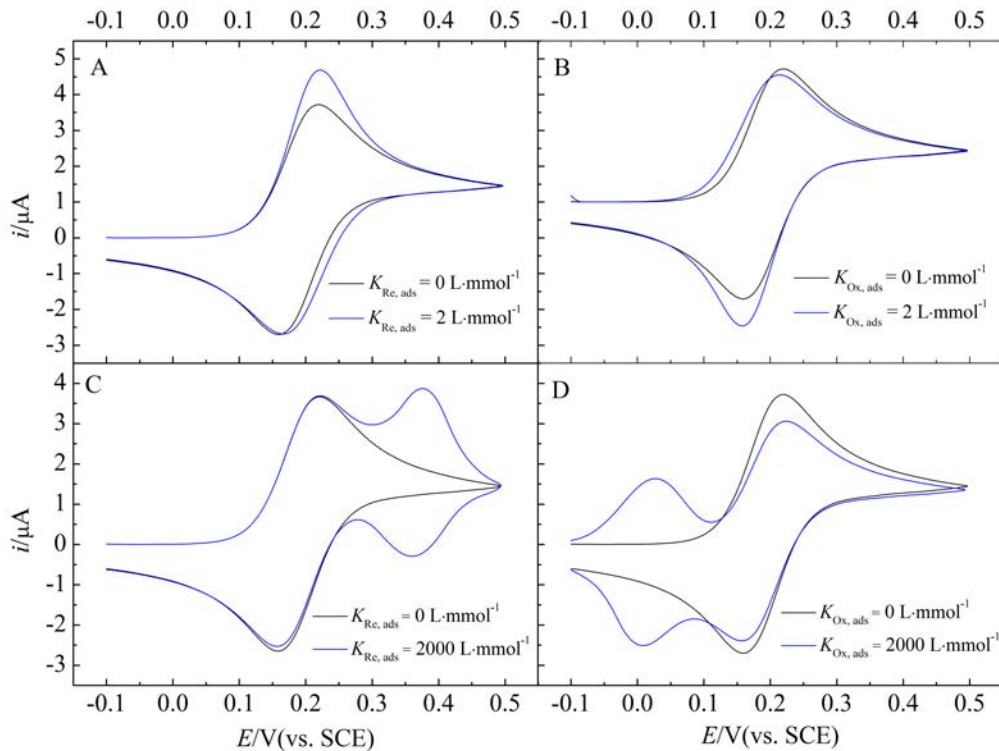 -0.1 0.0 0.1 0.2 0.3 0.4 0.5 -0.1 0.0 0.1 0.2 0.3 0.4 0.5
A
B
5
4
3
2
1
0
-1
-2
-3
i/μA
K_Re, ads = 0 L·mmol⁻¹
K_Re, ads = 2 L·mmol⁻¹
K_Ox, ads = 0 L·mmol⁻¹
K_Ox, ads = 2 L·mmol⁻¹
C
D
4
3
2
1
0
-1
-2
-3
i/μA
K_Re, ads = 0 L·mmol⁻¹
K_Re, ads = 2000 L·mmol⁻¹
K_Ox, ads = 0 L·mmol⁻¹
K_Ox, ads = 2000 L·mmol⁻¹
-0.1 0.0 0.1 0.2 0.3 0.4 0.5 -0.1 0.0 0.1 0.2 0.3 0.4 0.5
E/V(vs. SCE) E/V(vs. SCE)